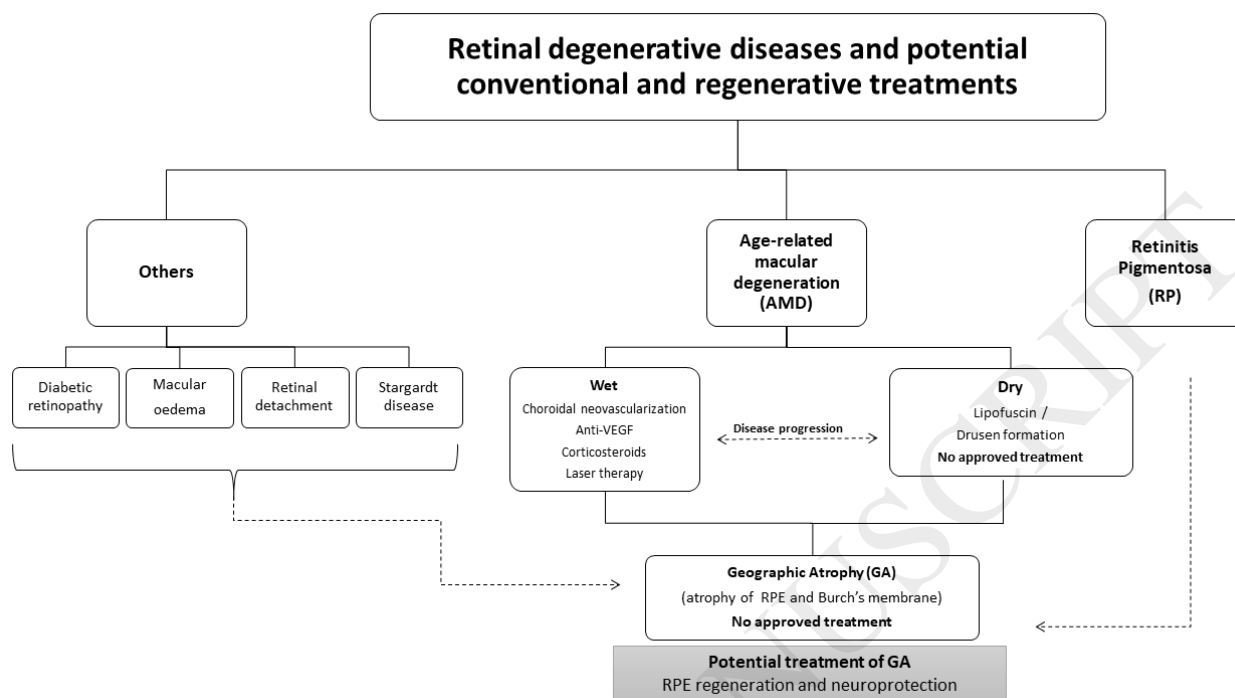 Retinal degenerative diseases and potential
conventional and regenerative treatments
Others
Age-related
macular
degeneration
(AMD)
Retinitis
Pigmentosa
(RP)
Diabetic
retinopathy
Macular
oedema
Retinal
detachment
Stargardt
disease
Wet
Choroidal neovascularization
Anti-VEGF
Corticosteroids
Laser therapy
Disease progression
Dry
Lipofuscin /
Drusen formation
No approved treatment
Geographic Atrophy (GA)
(atrophy of RPE and Burch's membrane)
No approved treatment
Potential treatment of GA
RPE regeneration and neuroprotection
NUSCRIPT